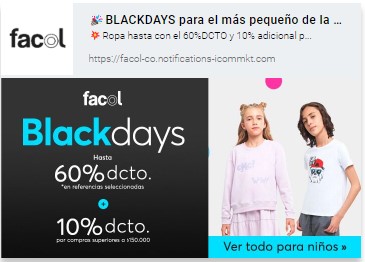 facol
🎉 BLACKDAYS para el más pequeño de la ...
💥 Ropa hasta con el 60%DCTO y 10% adicional p...
https://facol-co.notifications-icommkt.com
facol
Blackdays
Hasta
60% dcto.
*en referencias seleccionadas
+
10% dcto.
por compras superiores a $150.000
Ver todo para niños »